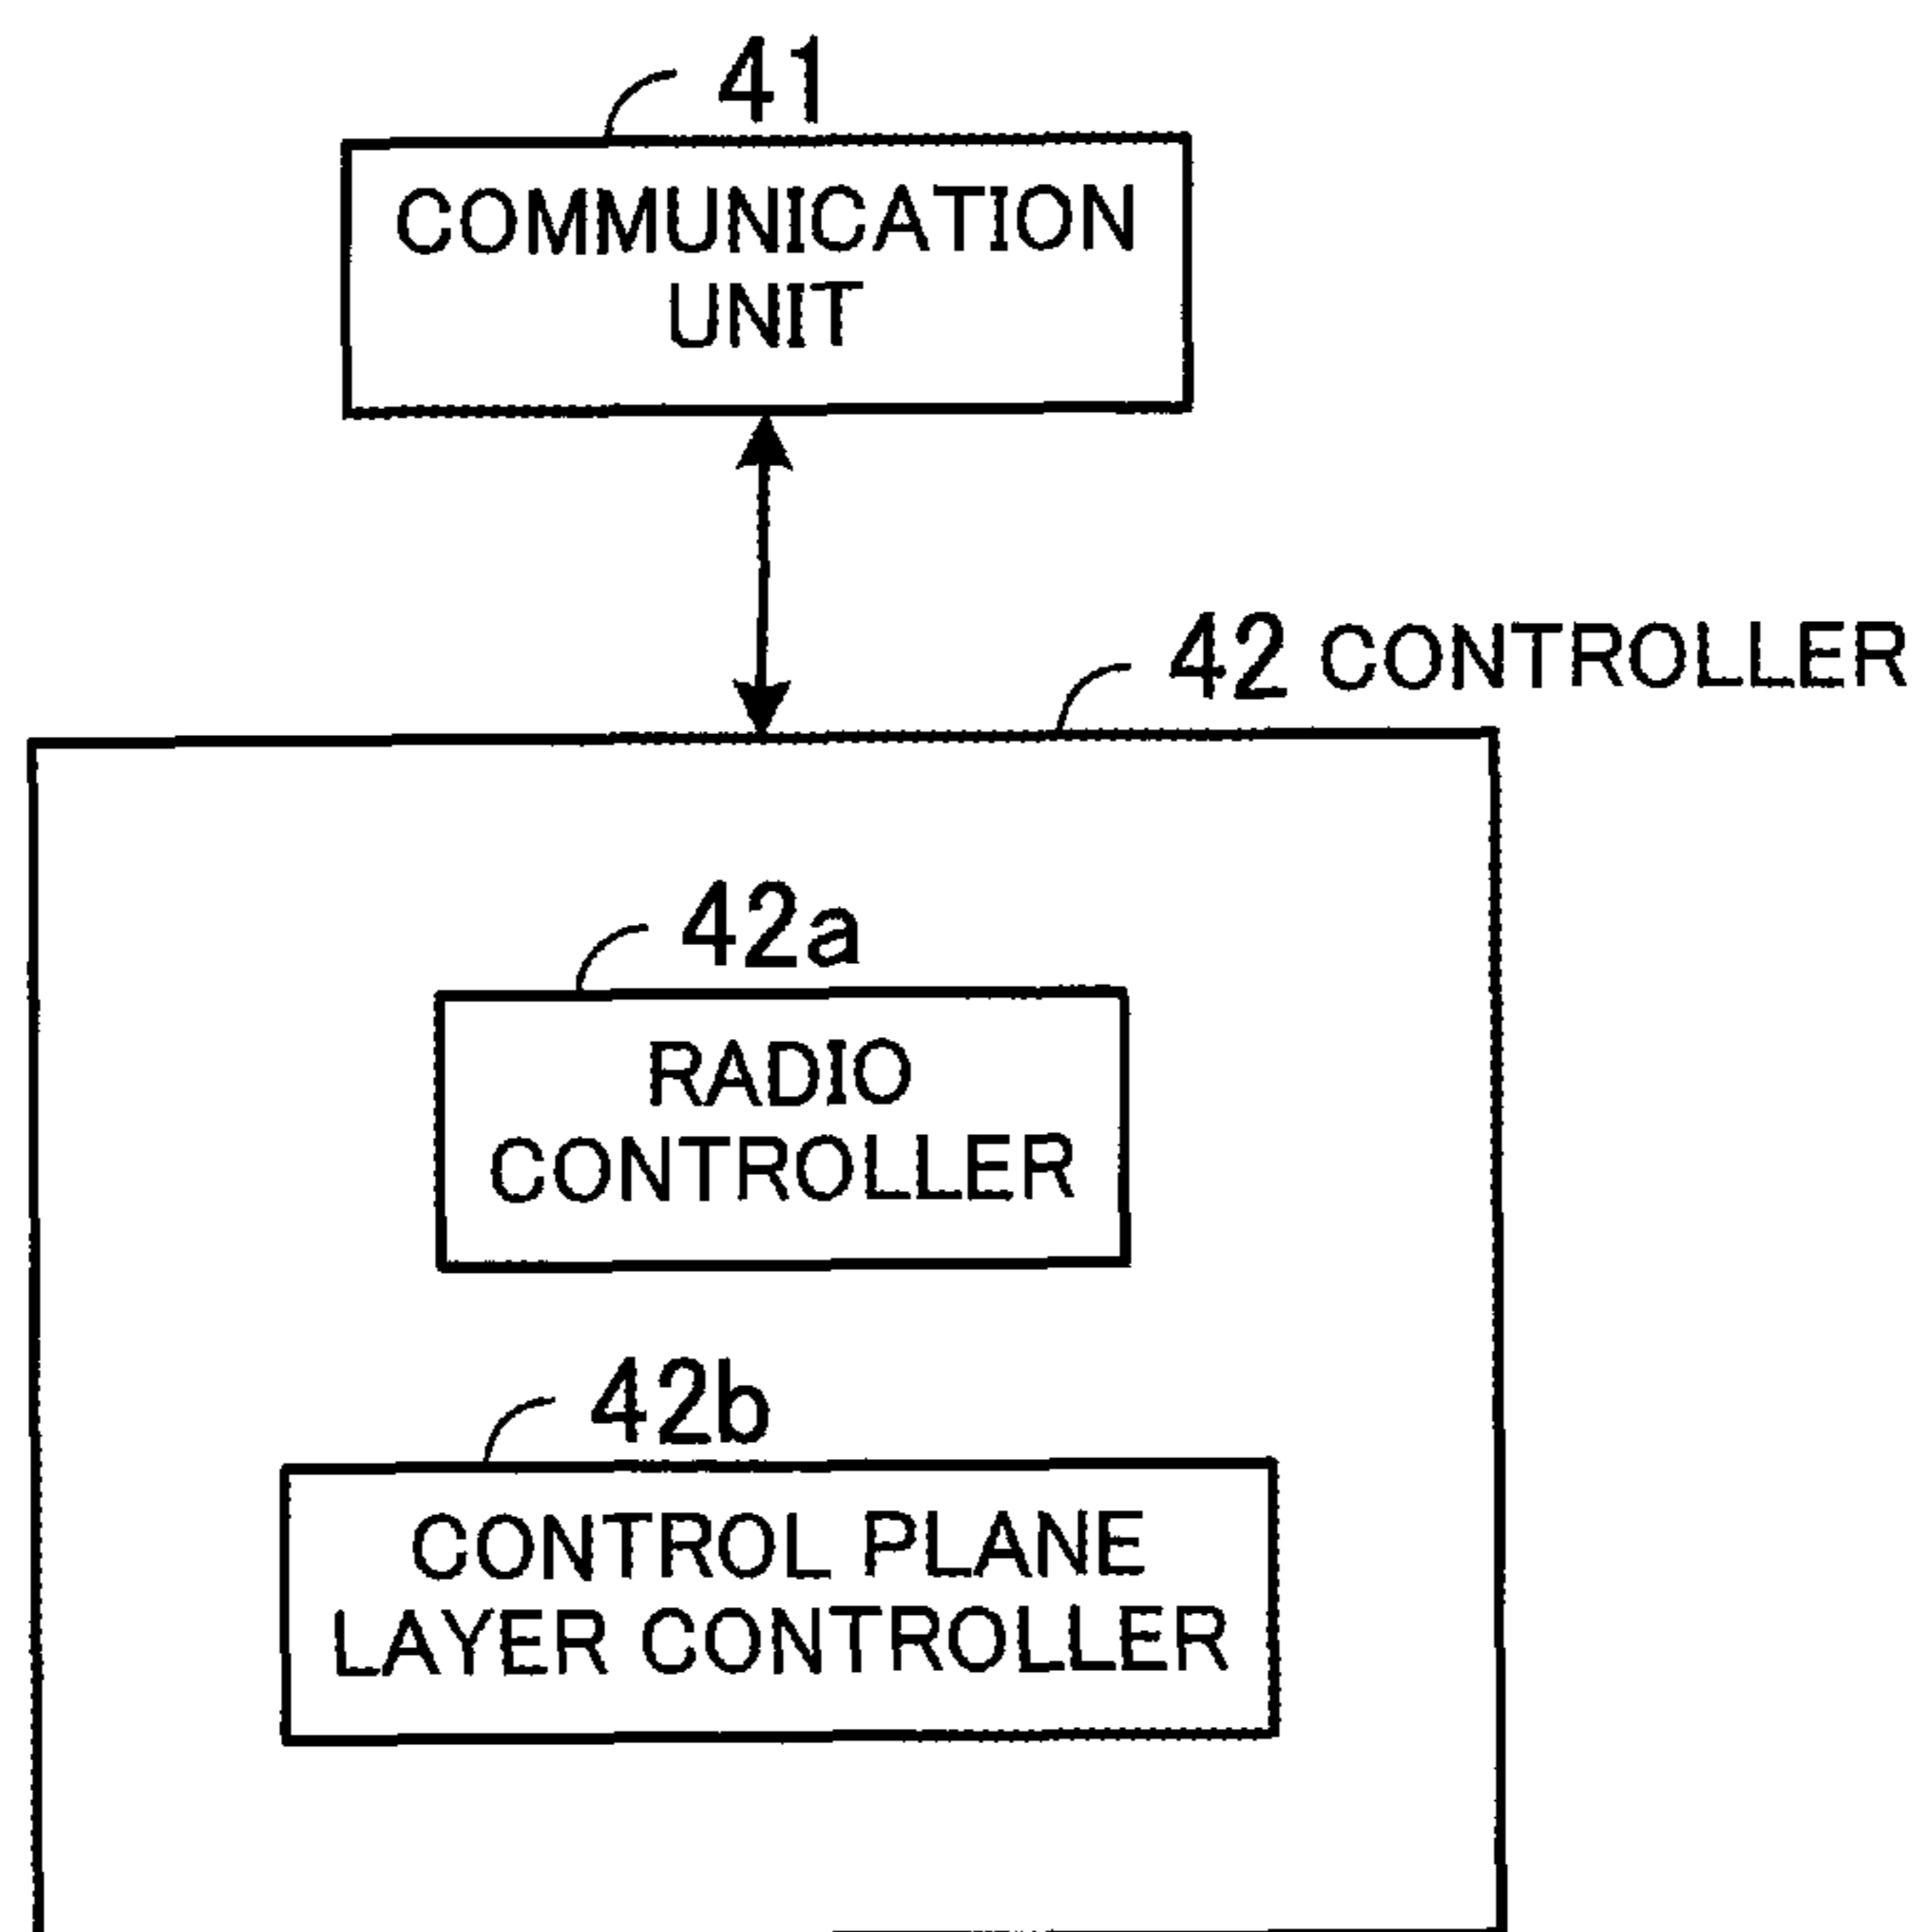 41
COMMUNICATION
UNIT
42 CONTROLLER
42a
RADIO
CONTROLLER
42b
CONTROL PLANE
LAYER CONTROLLER